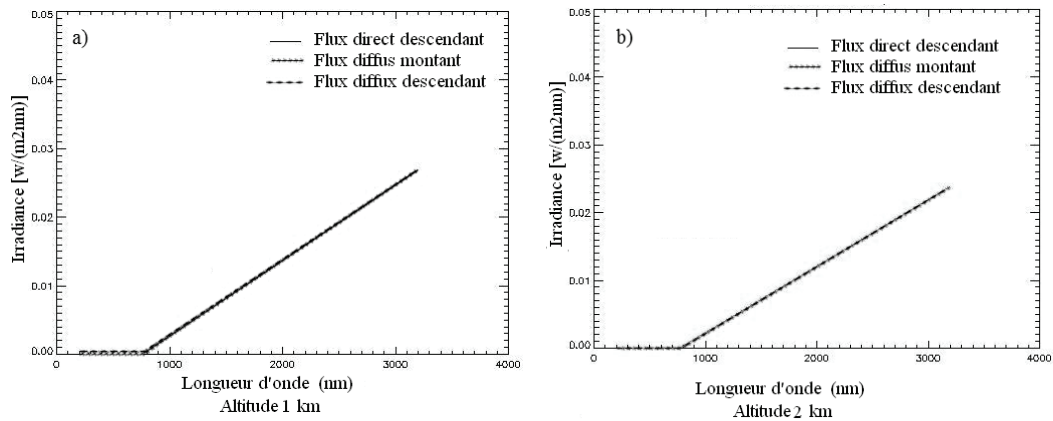 a)
Flux direct descendant
Flux diffus montant
Flux diffux descendant
Irradiance [w/(m2nm)]
0.05
0.04
0.03
0.02
0.01
0.00
0
1000
2000
3000
4000
Longueur d'onde (nm)
Altitude 1 km
b)
Flux direct descendant
Flux diffus montant
Flux diffux descendant
Irradiance [w/(m2nm)]
0.05
0.04
0.03
0.02
0.01
0.00
0
1000
2000
3000
4000
Longueur d'onde (nm)
Altitude 2 km